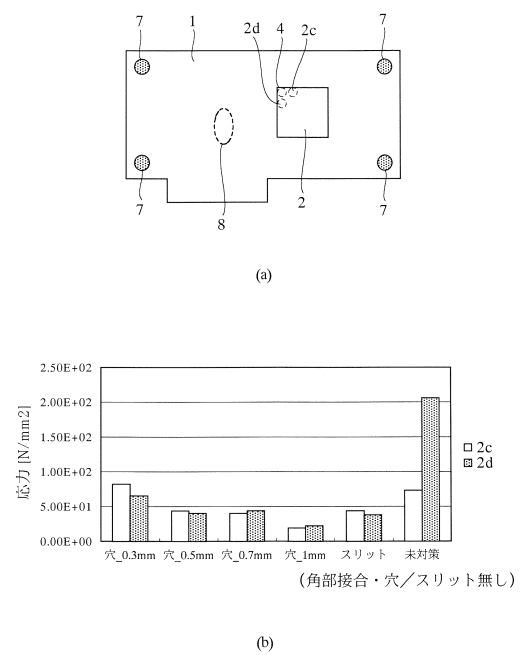 7 1 2d 4 2c 7
7 8 2 7
(a)
2.50E+02
2.00E+02
1.50E+02
1.00E+02
5.00E+01
0.00E+00
応力 [N/mm2]
2c
2d
穴_0.3mm 穴_0.5mm 穴_0.7mm 穴_1mm スリット 未対策
(角部接合・穴/スリット無し)
(b)